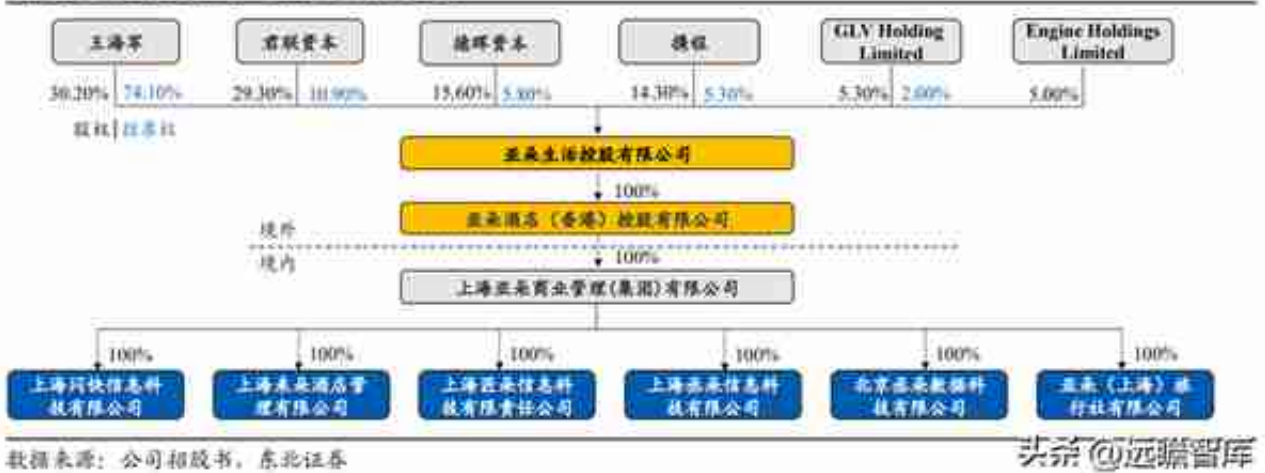 王海军
君联资本
德晖资本
携程
GLV Holding
Limited
Engine Holdings
Limited
30.20% 74.10%
29.30% 10.90%
15.60% 5.80%
14.30% 5.30%
5.30% 2.00%
5.00%
股权 投票权
亚朵生活控股有限公司
100%
亚朵酒店（香港）控股有限公司
境外
境内
100%
上海亚朵商业管理(集团)有限公司
100%
100%
100%
100%
100%
100%
上海闪快信息科
技有限公司
上海来朵酒店管
理有限公司
上海匠朵信息科
技有限责任公司
上海丞朵信息科
技有限公司
北京丞朵数据科
技有限公司
亚朵（上海）旅
行社有限公司
数据来源：公司招股书，东北证券
头条 @远瞻智库